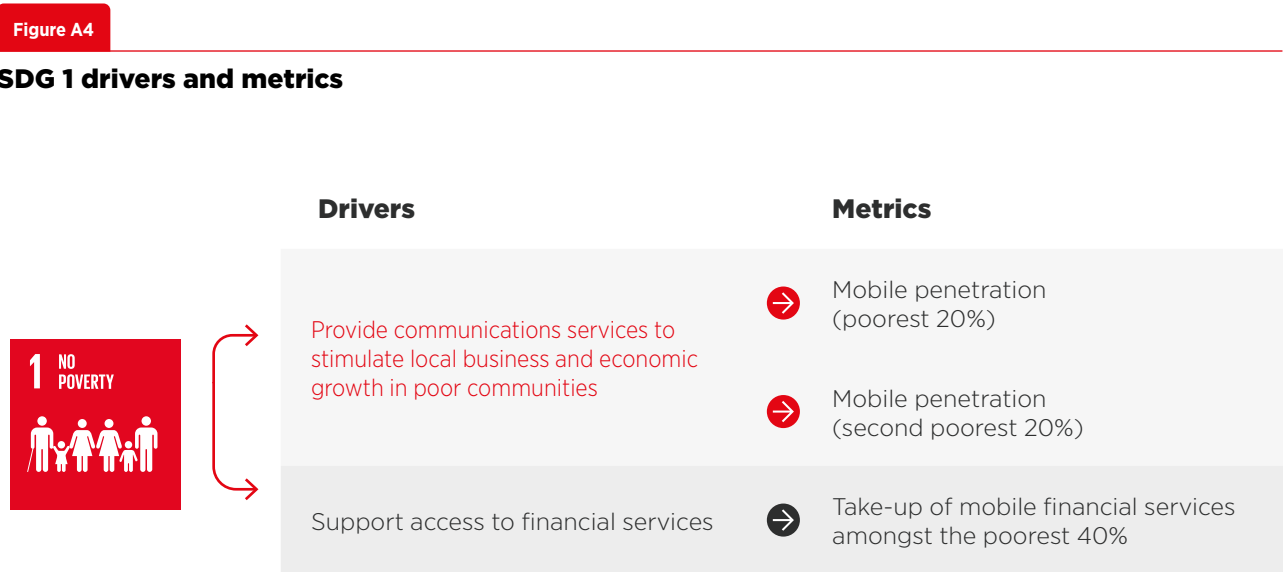 Figure A4
SDG 1 drivers and metrics
Drivers
Metrics
1 NO
POVERTY
Provide communications services to
stimulate local business and economic
growth in poor communities
Mobile penetration
(poorest 20%)
Mobile penetration
(second poorest 20%)
Support access to financial services
Take-up of mobile financial services
amongst the poorest 40%